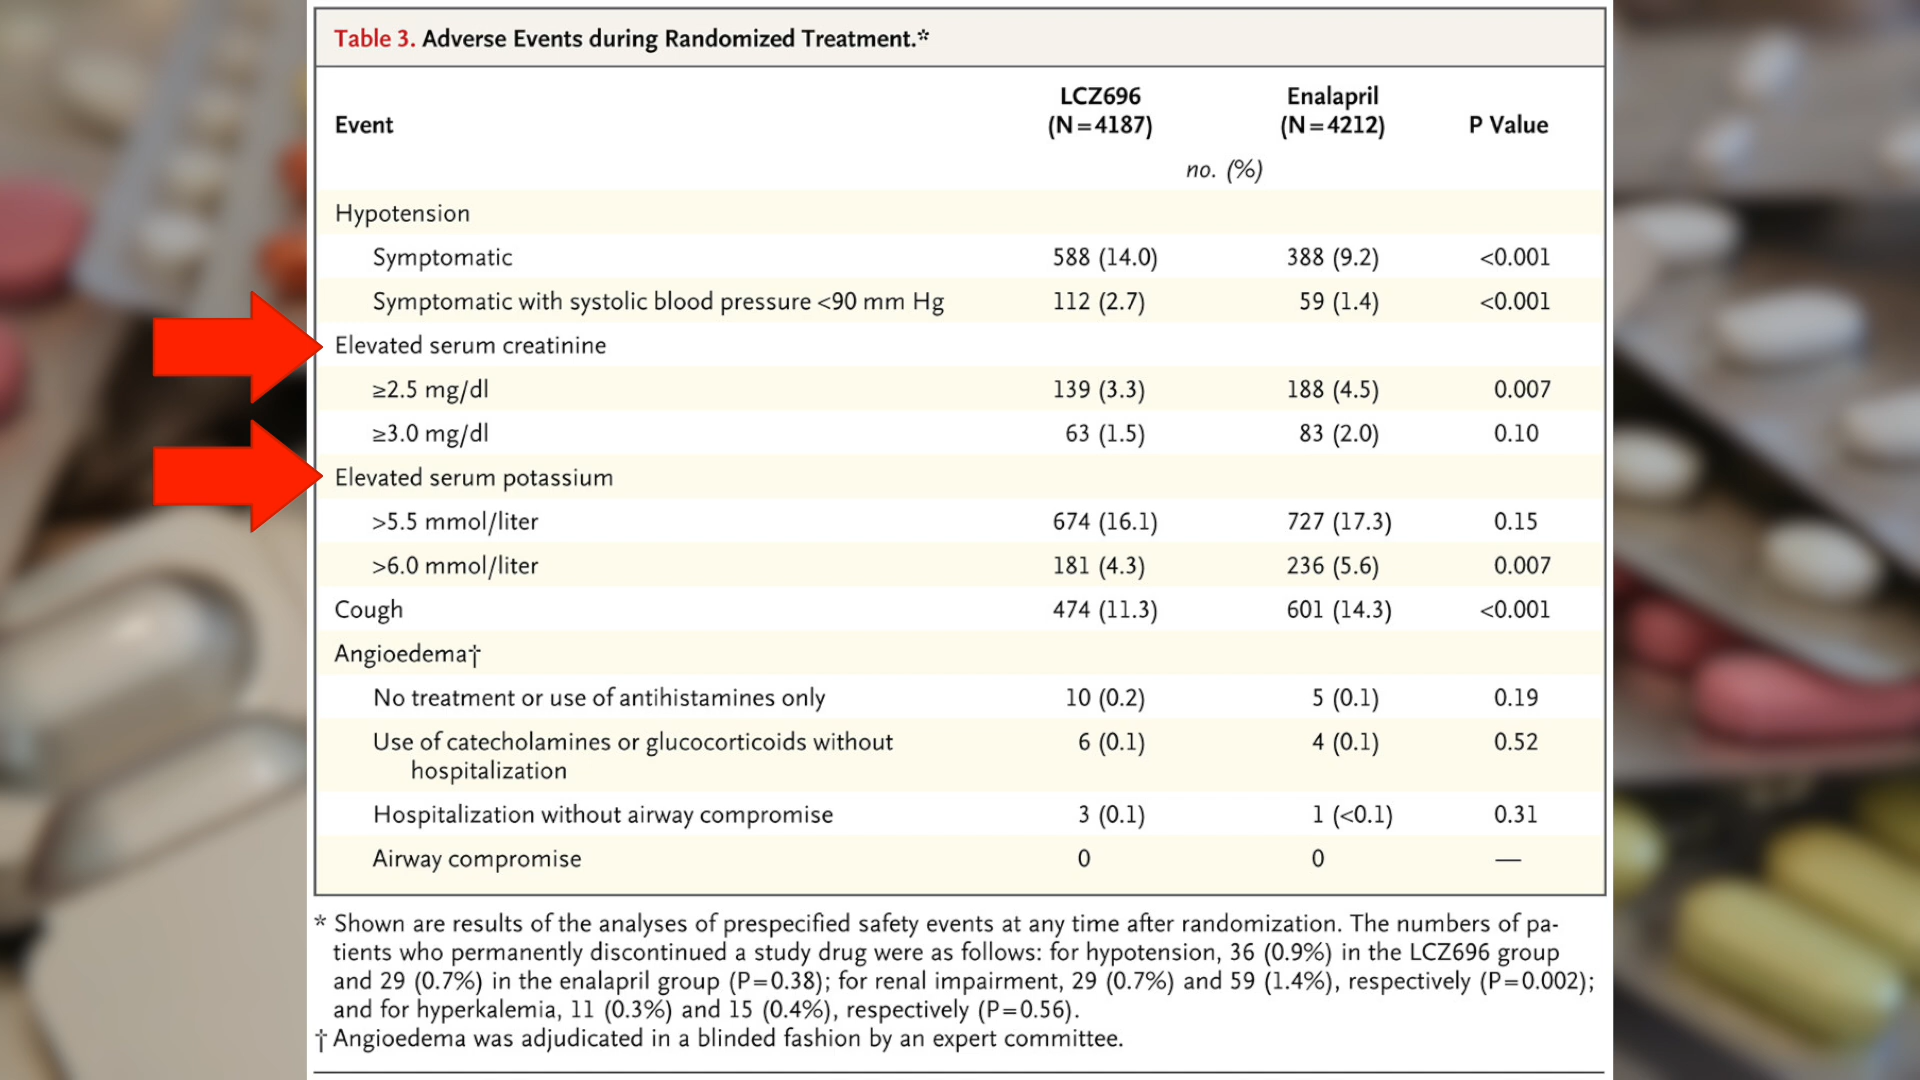 Table 3. Adverse Events during Randomized Treatment.*
Event LCZ696 (N=4187) Enalapril (N=4212) P Value
no. (%)
Hypotension
Symptomatic 588 (14.0) 388 (9.2) <0.001
Symptomatic with systolic blood pressure <90 mm Hg 112 (2.7) 59 (1.4) <0.001
Elevated serum creatinine
≥2.5 mg/dl 139 (3.3) 188 (4.5) 0.007
≥3.0 mg/dl 63 (1.5) 83 (2.0) 0.10
Elevated serum potassium
>5.5 mmol/liter 674 (16.1) 727 (17.3) 0.15
>6.0 mmol/liter 181 (4.3) 236 (5.6) 0.007
Cough 474 (11.3) 601 (14.3) <0.001
Angioedema†
No treatment or use of antihistamines only 10 (0.2) 5 (0.1) 0.19
Use of catecholamines or glucocorticoids without 6 (0.1) 4 (0.1) 0.52
hospitalization
Hospitalization without airway compromise 3 (0.1) 1 (<0.1) 0.31
Airway compromise 0 0 —
* Shown are results of the analyses of prespecified safety events at any time after randomization. The numbers of pa-
tients who permanently discontinued a study drug were as follows: for hypotension, 36 (0.9%) in the LCZ696 group
and 29 (0.7%) in the enalapril group (P=0.38); for renal impairment, 29 (0.7%) and 59 (1.4%), respectively (P=0.002);
and for hyperkalemia, 11 (0.3%) and 15 (0.4%), respectively (P=0.56).
† Angioedema was adjudicated in a blinded fashion by an expert committee.